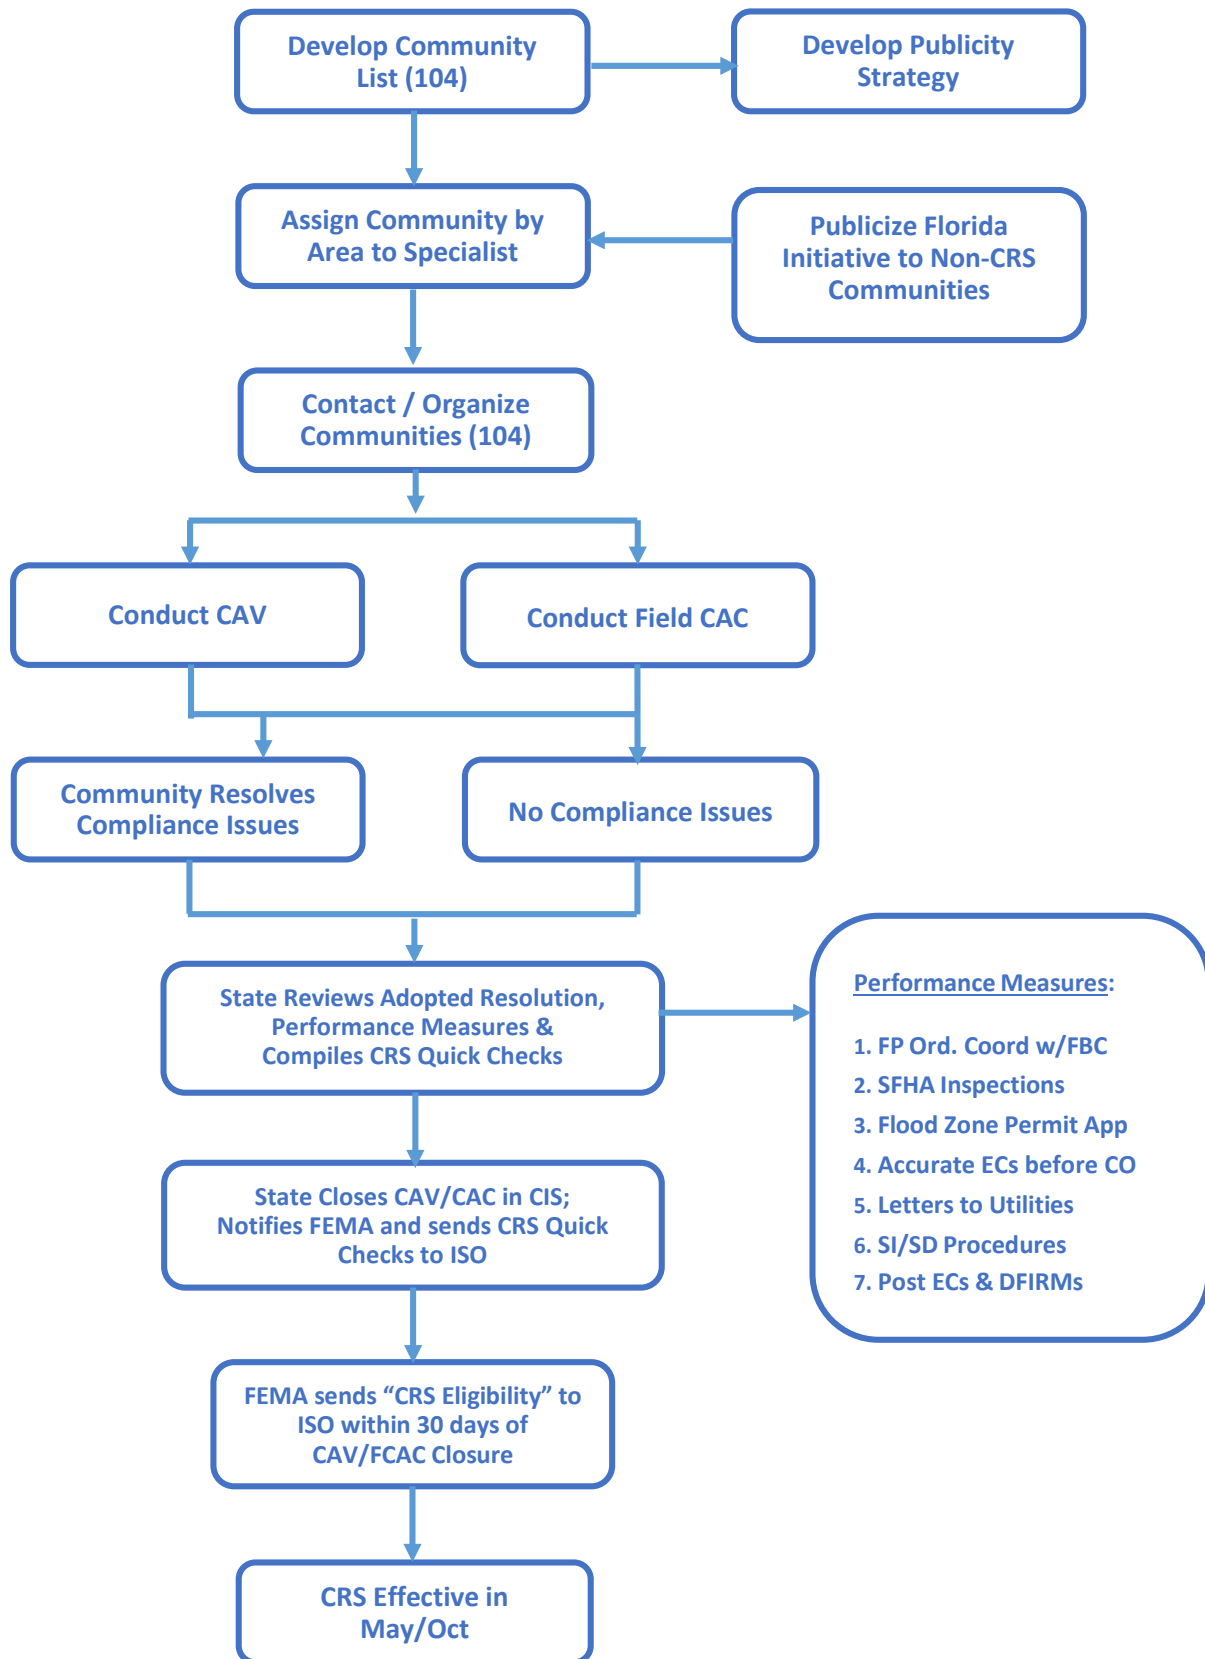 Develop Community
List (104)
Develop Publicity
Strategy
Assign Community by
Area to Specialist
Publicize Florida
Initiative to Non-CRS
Communities
Contact / Organize
Communities (104)
Conduct CAV
Conduct Field CAC
Community Resolves
Compliance Issues
No Compliance Issues
State Reviews Adopted Resolution,
Performance Measures &
Compiles CRS Quick Checks
Performance Measures:
1. FP Ord. Coord w/FBC
2. SFHA Inspections
3. Flood Zone Permit App
4. Accurate ECs before CO
5. Letters to Utilities
6. SI/SD Procedures
7. Post ECs & DFIRMs
State Closes CAV/CAC in CIS;
Notifies FEMA and sends CRS Quick
Checks to ISO
FEMA sends “CRS Eligibility” to
ISO within 30 days of
CAV/FCAC Closure
CRS Effective in
May/Oct